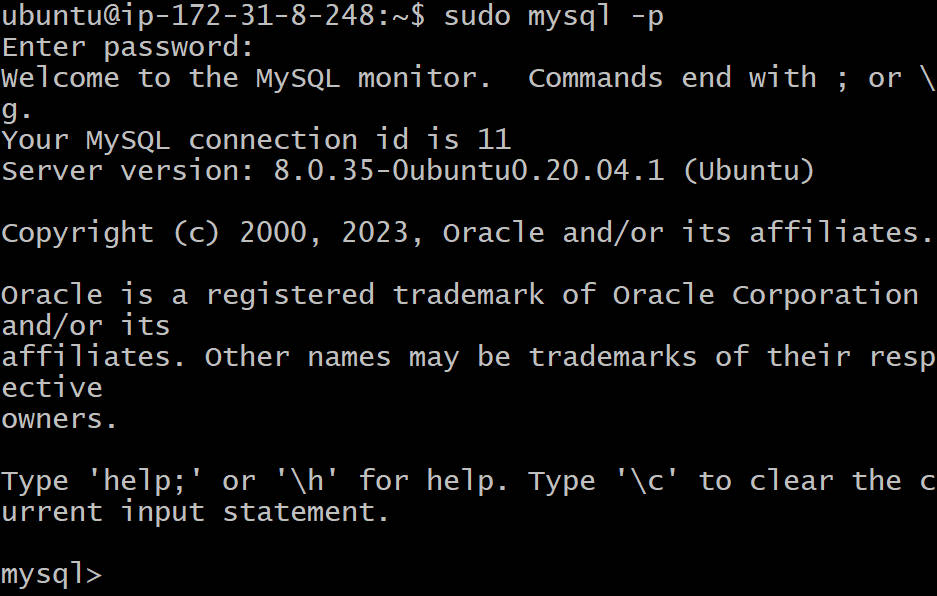 ubuntu@ip-172-31-8-248:~$ sudo mysql -p
Enter password:
Welcome to the MySQL monitor.  Commands end with ; or \
g.
Your MySQL connection id is 11
Server version: 8.0.35-0ubuntu0.20.04.1 (Ubuntu)
Copyright (c) 2000, 2023, Oracle and/or its affiliates.
Oracle is a registered trademark of Oracle Corporation
and/or its
affiliates. Other names may be trademarks of their resp
ective
owners.
Type 'help;' or '\h' for help. Type '\c' to clear the c
urrent input statement.
mysql>